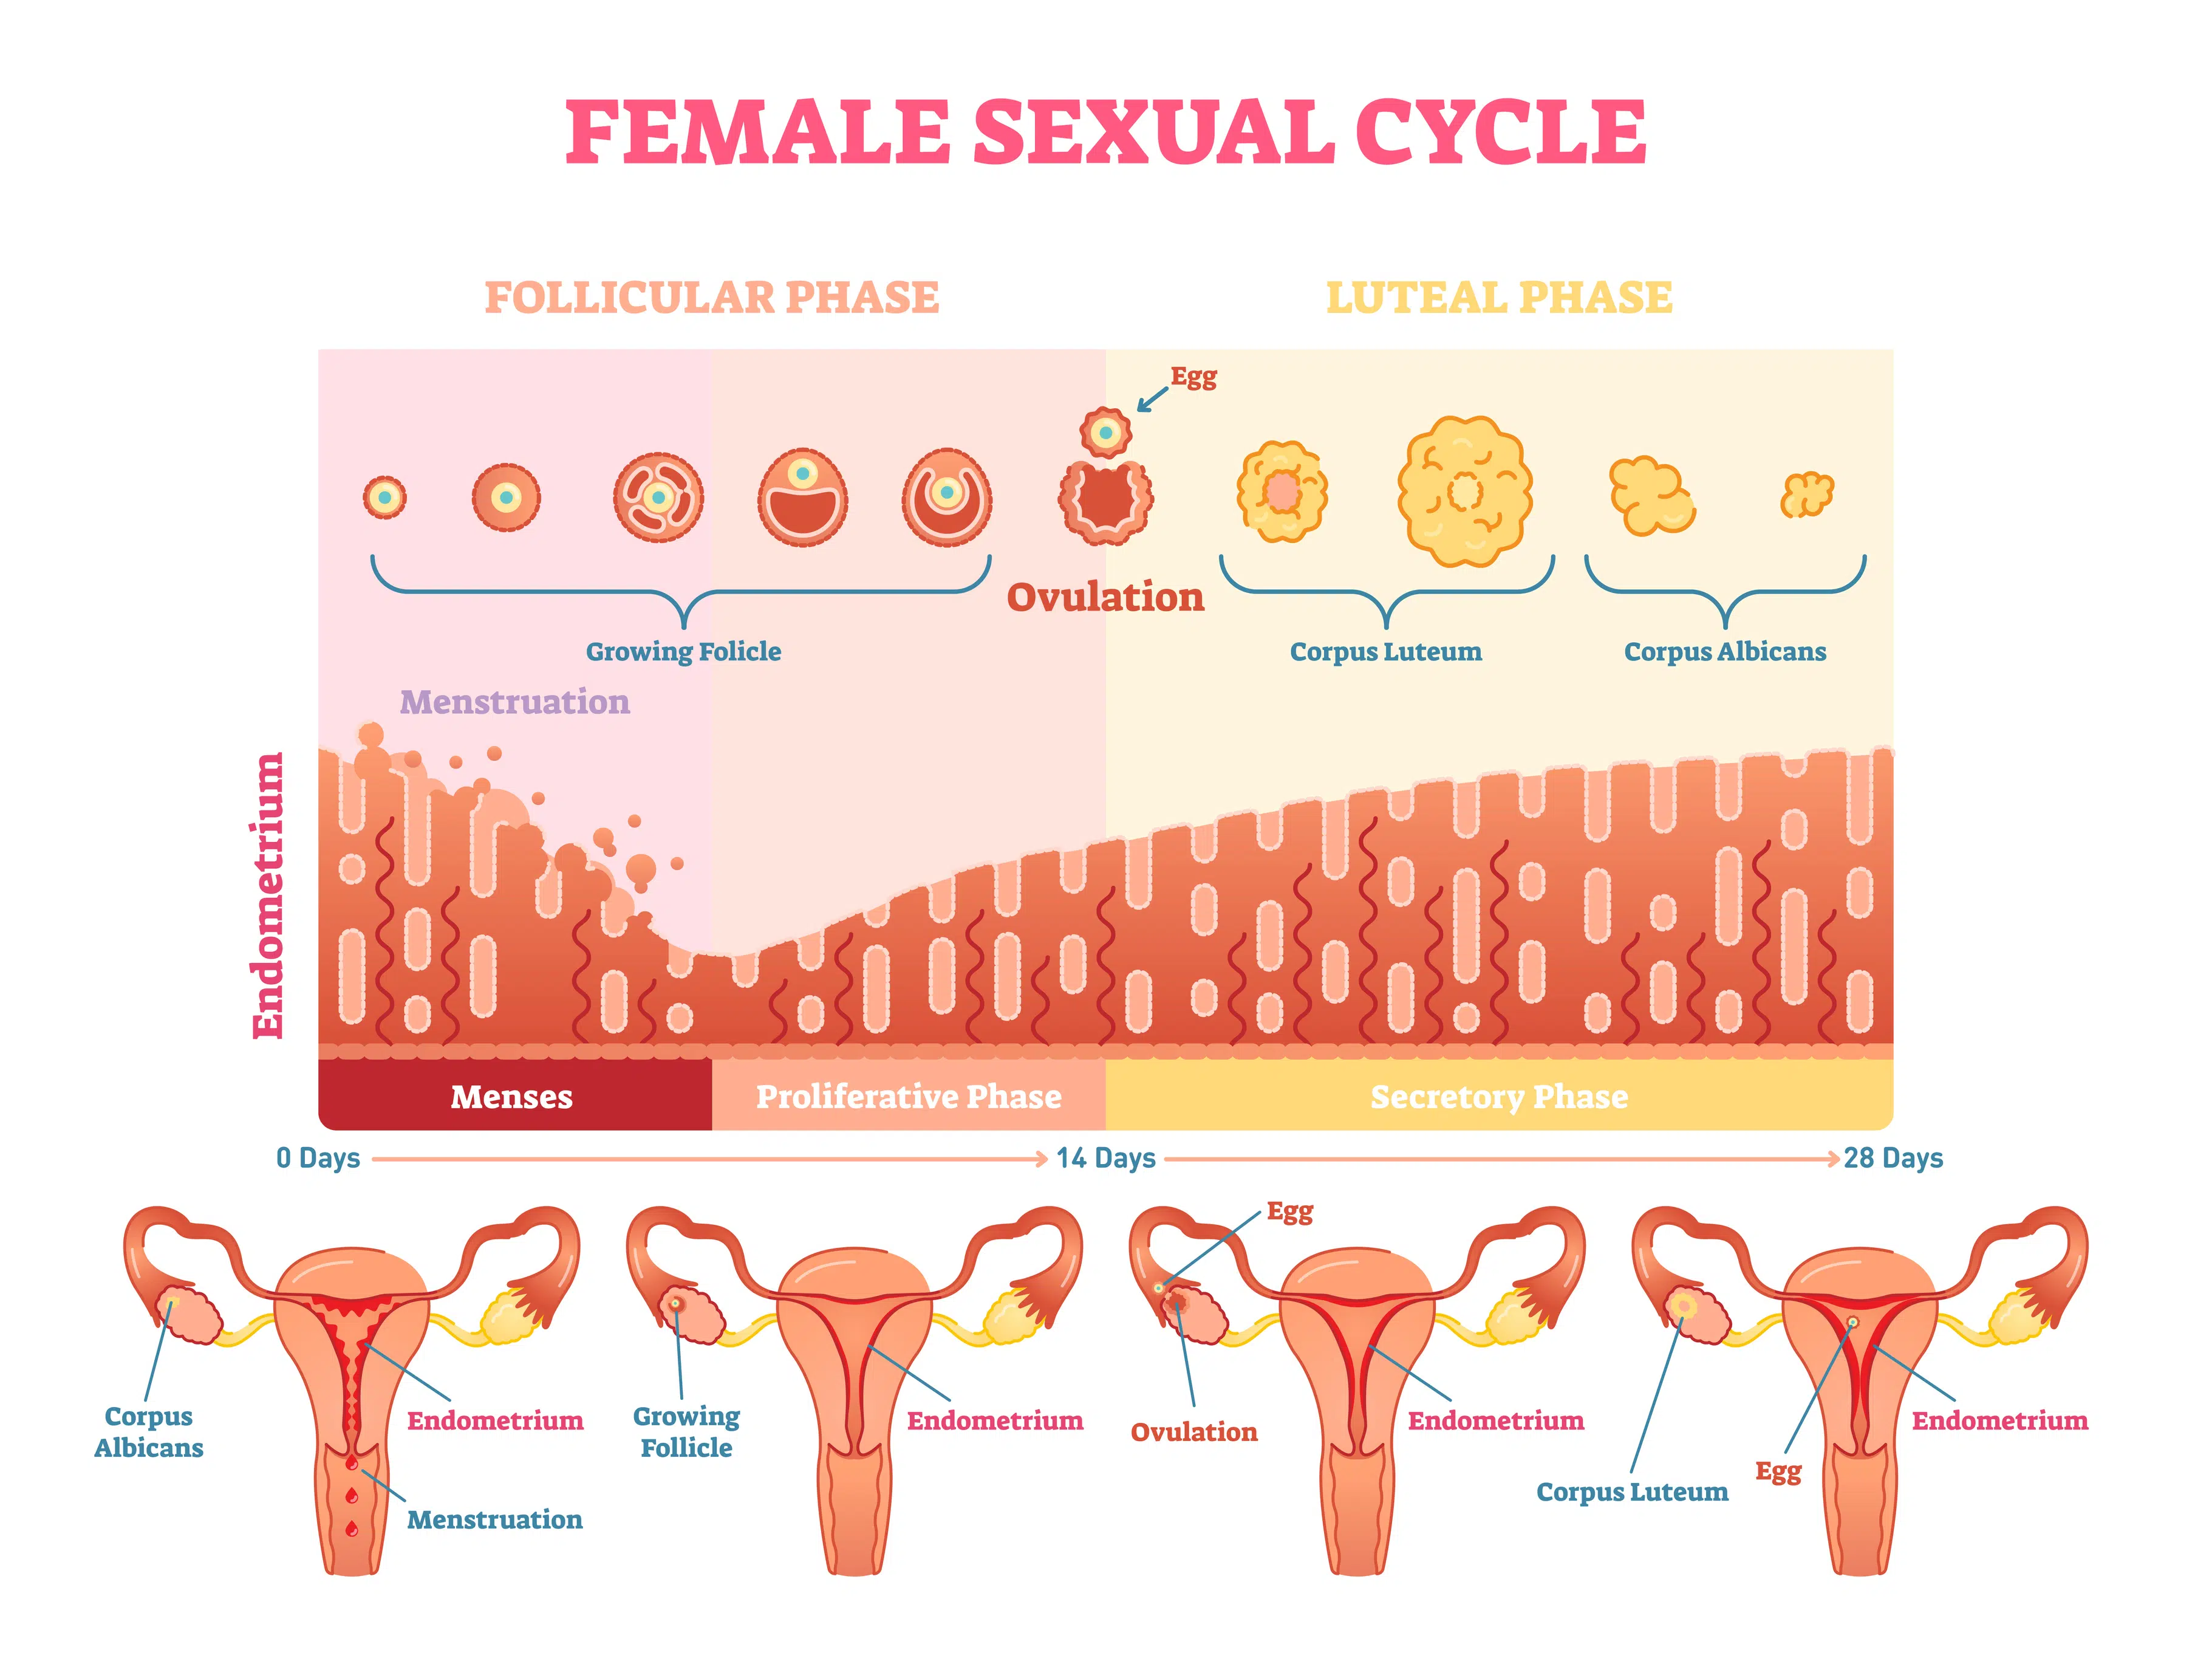 FEMALE SEXUAL CYCLE
FOLLICULAR PHASE
LUTEAL PHASE
Egg
Ovulation
Growing Folicle
Corpus Luteum
Corpus Albicans
Menstruation
Endometrium
Menses
Proliferative Phase
Secretory Phase
0 Days
14 Days
28 Days
Corpus
Albicans
Endometrium
Menstruation
Growing
Follicle
Endometrium
Egg
Ovulation
Endometrium
Corpus Luteum
Egg
Endometrium